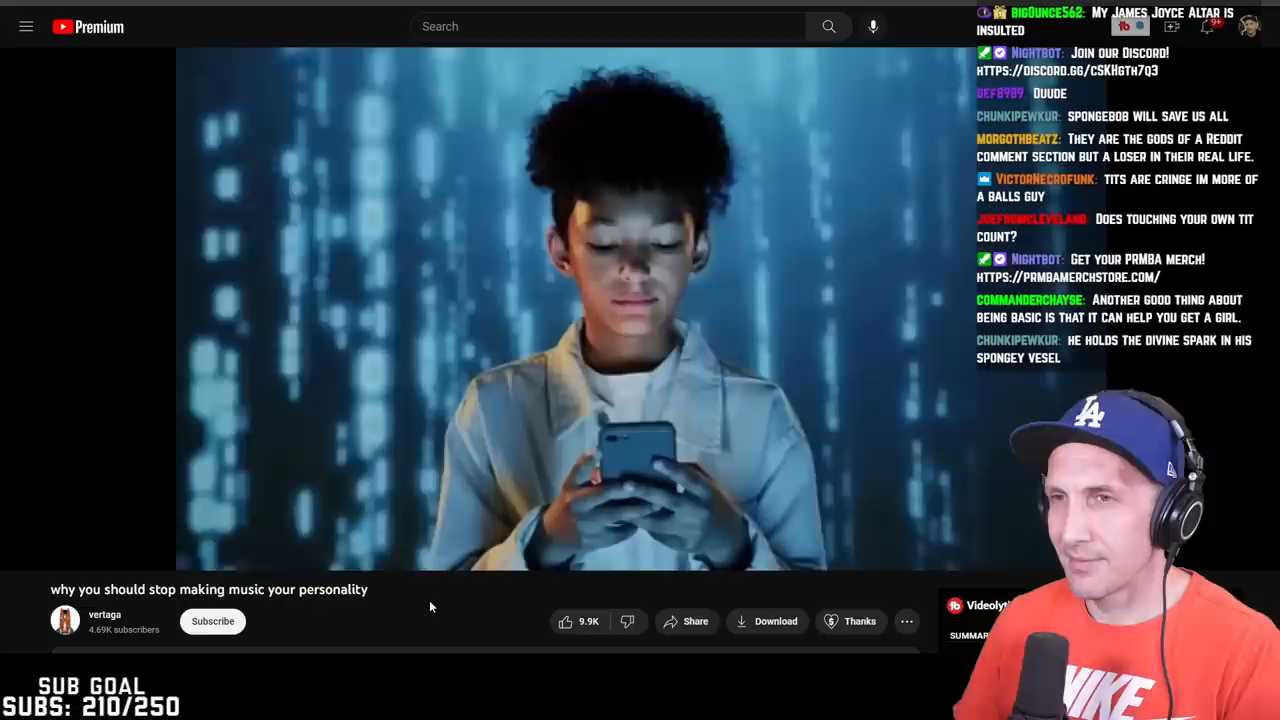 Premium
Search
9+
BIGOUNCE562: MY JAMES JOYCE ALTAR IS
INSULTED
NIGHTBOT: JOIN OUR DISCORD!
HTTPS://DISCORD.GG/CSKHGTH7Q3
DEF8989 DUUDE
CHUNKIPEWKUR: SPONGEBOB WILL SAVE US ALL
MORGOTHBEATZ: THEY ARE THE GODS OF A REDDIT
COMMENT SECTION BUT A LOSER IN THEIR REAL LIFE.
VICTORNECROFUNK: TITS ARE CRINGE IM MORE OF
A BALLS GUY
JOEFROMCLEVELAND: DOES TOUCHING YOUR OWN TIT
COUNT?
NIGHTBOT: GET YOUR PRMBA MERCH!
HTTPS://PRMBAMERCHSTORE.COM/
COMMANDERCHAYSE: ANOTHER GOOD THING ABOUT
BEING BASIC IS THAT IT CAN HELP YOU GET A GIRL.
CHUNKIPEWKUR: HE HOLDS THE DIVINE SPARK IN HIS
SPONGEY VESEL
LA
why you should stop making music your personality
vertaga
4.69K subscribers
Subscribe
9.9K
Share
Download
Thanks
NIKE
SUB GOAL
SUBS: 210/250